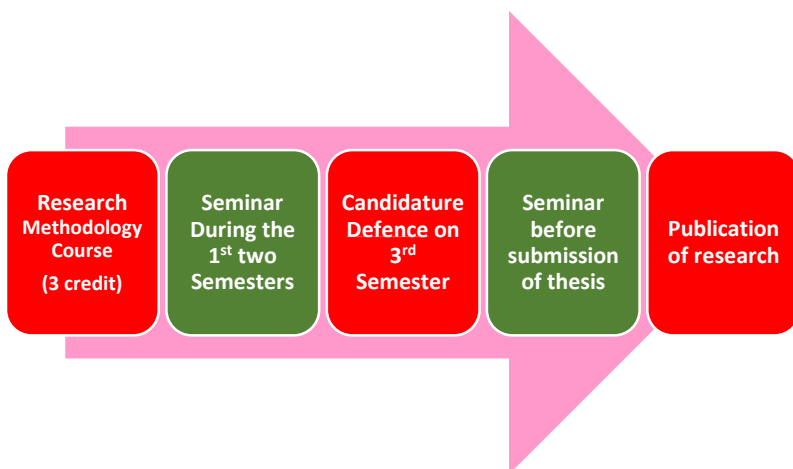 Research
Methodology
Course
(3 credit)
Seminar
During the
1st two
Semesters
Candidature
Defence on
3rd
Semester
Seminar
before
submission
of thesis
Publication
of research